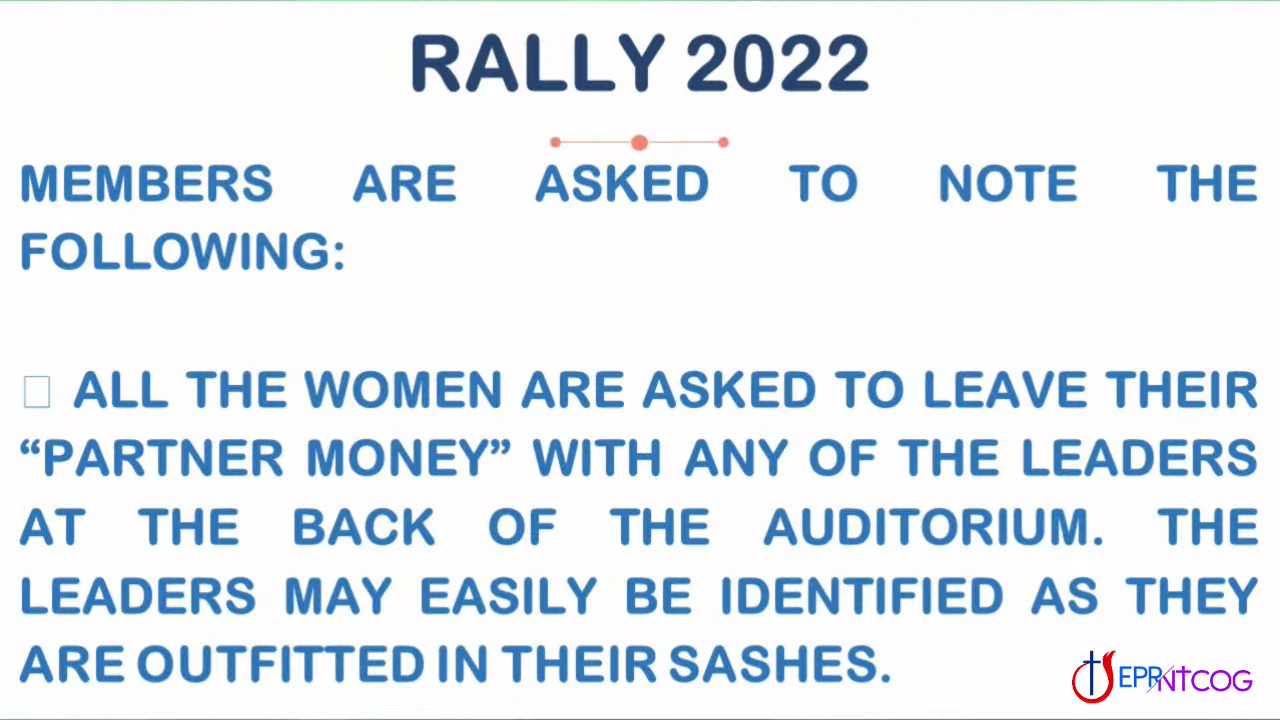 RALLY 2022
MEMBERS ARE ASKED TO NOTE THE
FOLLOWING:
ALL THE WOMEN ARE ASKED TO LEAVE THEIR
“PARTNER MONEY” WITH ANY OF THE LEADERS
AT THE BACK OF THE AUDITORIUM. THE
LEADERS MAY EASILY BE IDENTIFIED AS THEY
ARE OUTFITTED IN THEIR SASHES.
EPR/NTCOG